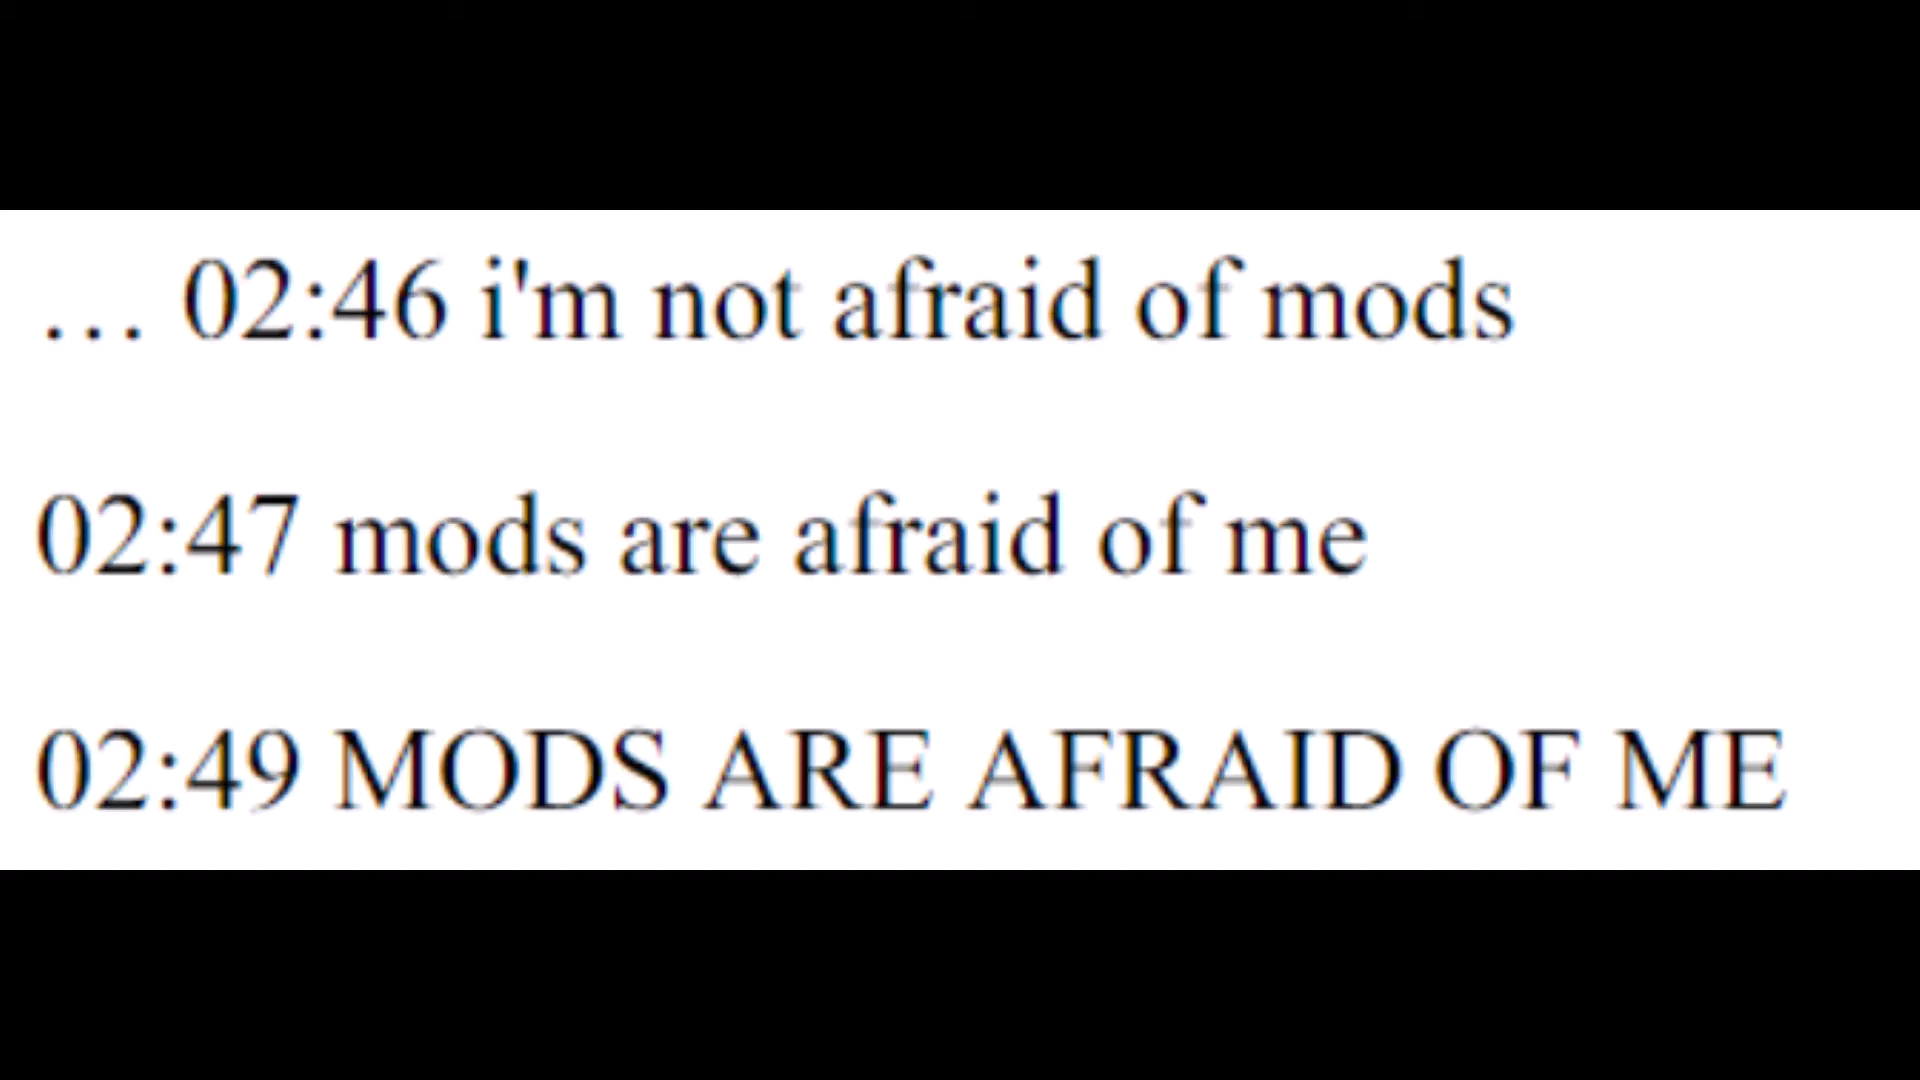 … 02:46 i'm not afraid of mods
02:47 mods are afraid of me
02:49 MODS ARE AFRAID OF ME